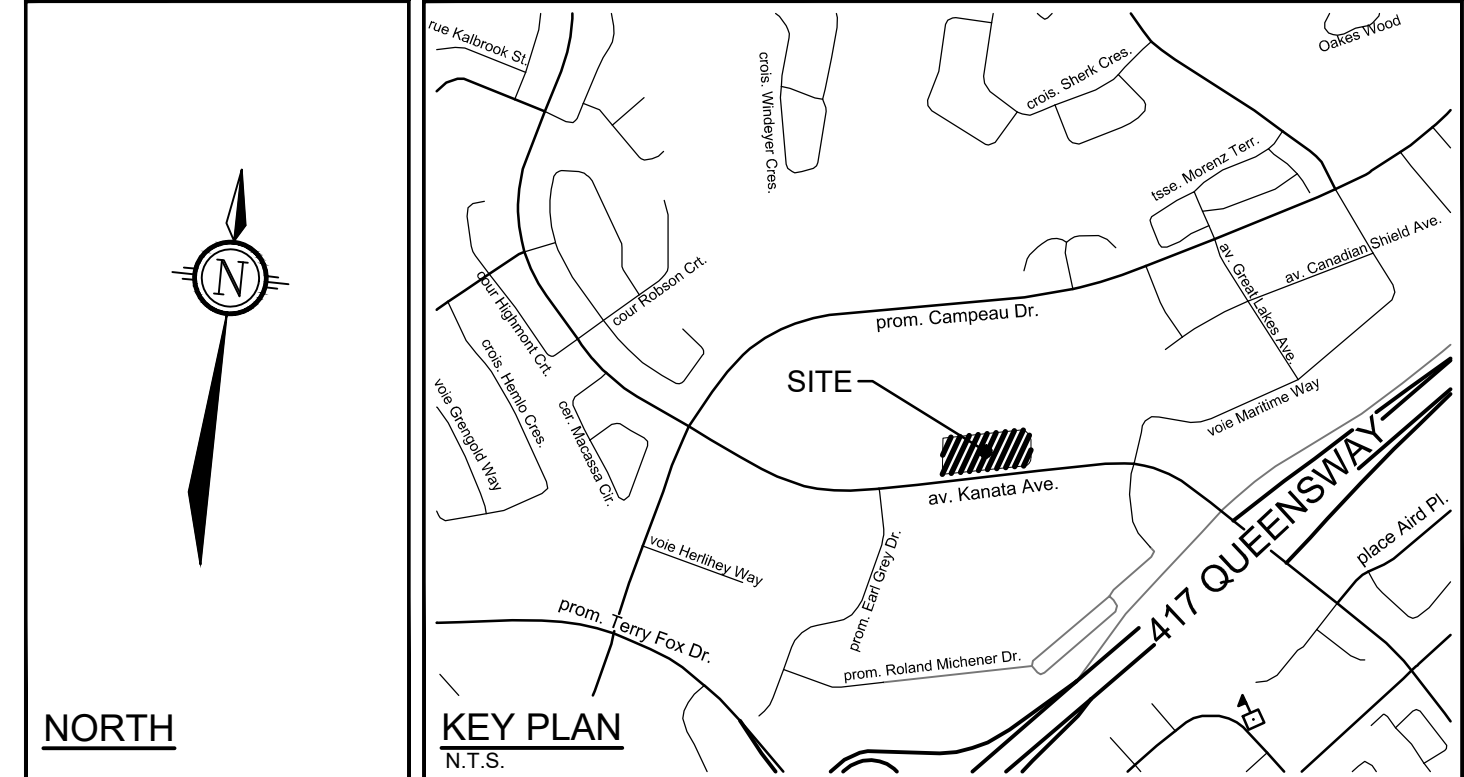 N
NORTH
rue Kalbrook St.
crois. Windeyer Cres.
crois. Sherk Cres.
Oakes Wood
tsse. Morenz Terr.
av. Canadian Shield Ave.
av. Great Lakes Ave.
cour Robson Crt.
cour Highmont Crt.
prom. Campeau Dr.
crois. Hemlo Cres.
voie Grengold Way
cer. Macassa Cir.
SITE
voie Maritime Way
av. Kanata Ave.
417 QUEENSWAY
place Aird Pl.
voie Herlihey Way
prom. Earl Grey Dr.
prom. Terry Fox Dr.
prom. Roland Michener Dr.
KEY PLAN
N.T.S.